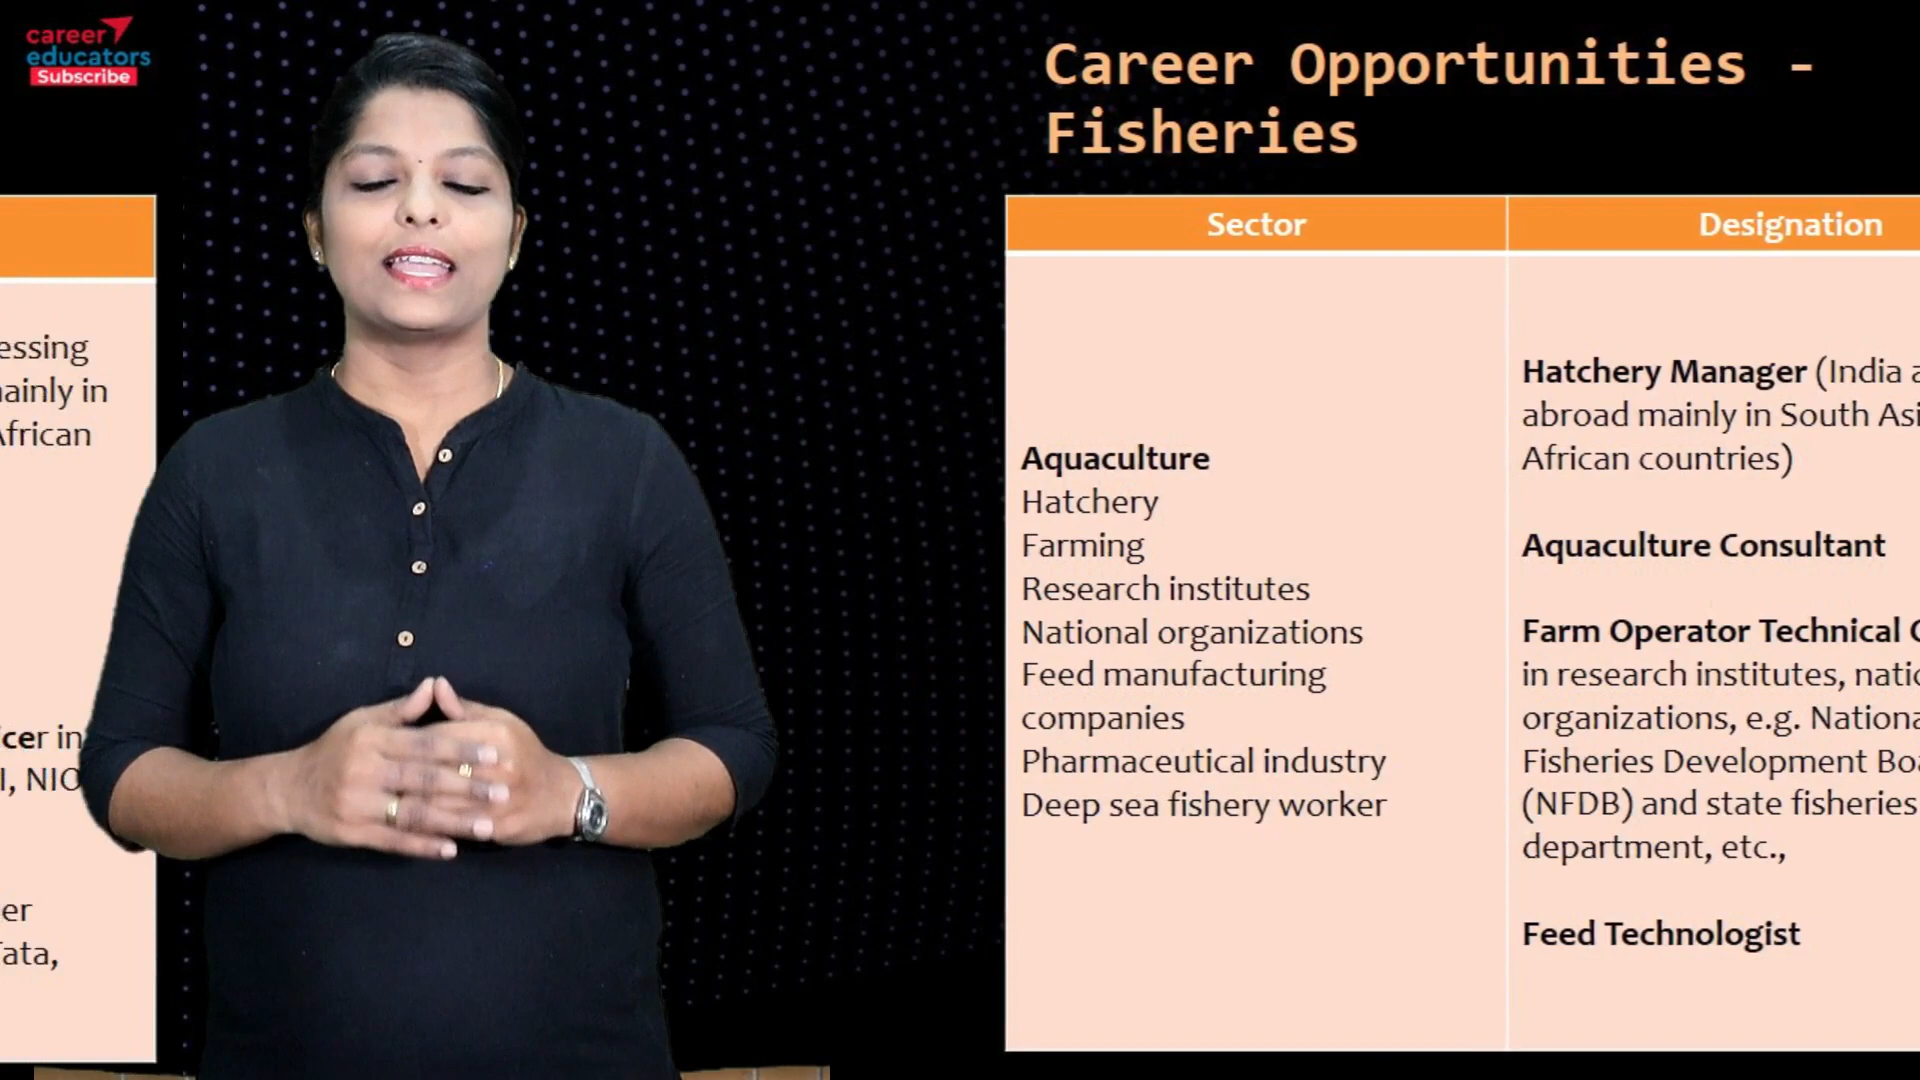 career
educators
Subscribe
Career Opportunities -
Fisheries
essing
ainly in
African
cer in
I, NIO
er
Tata,
Sector
Designation
Aquaculture
Hatchery
Farming
Research institutes
National organizations
Feed manufacturing
companies
Pharmaceutical industry
Deep sea fishery worker
Hatchery Manager (India a
abroad mainly in South Asi
African countries)
Aquaculture Consultant
Farm Operator Technical
in research institutes, natio
organizations, e.g. Nationa
Fisheries Development Boa
(NFDB) and state fisheries
department, etc.,
Feed Technologist